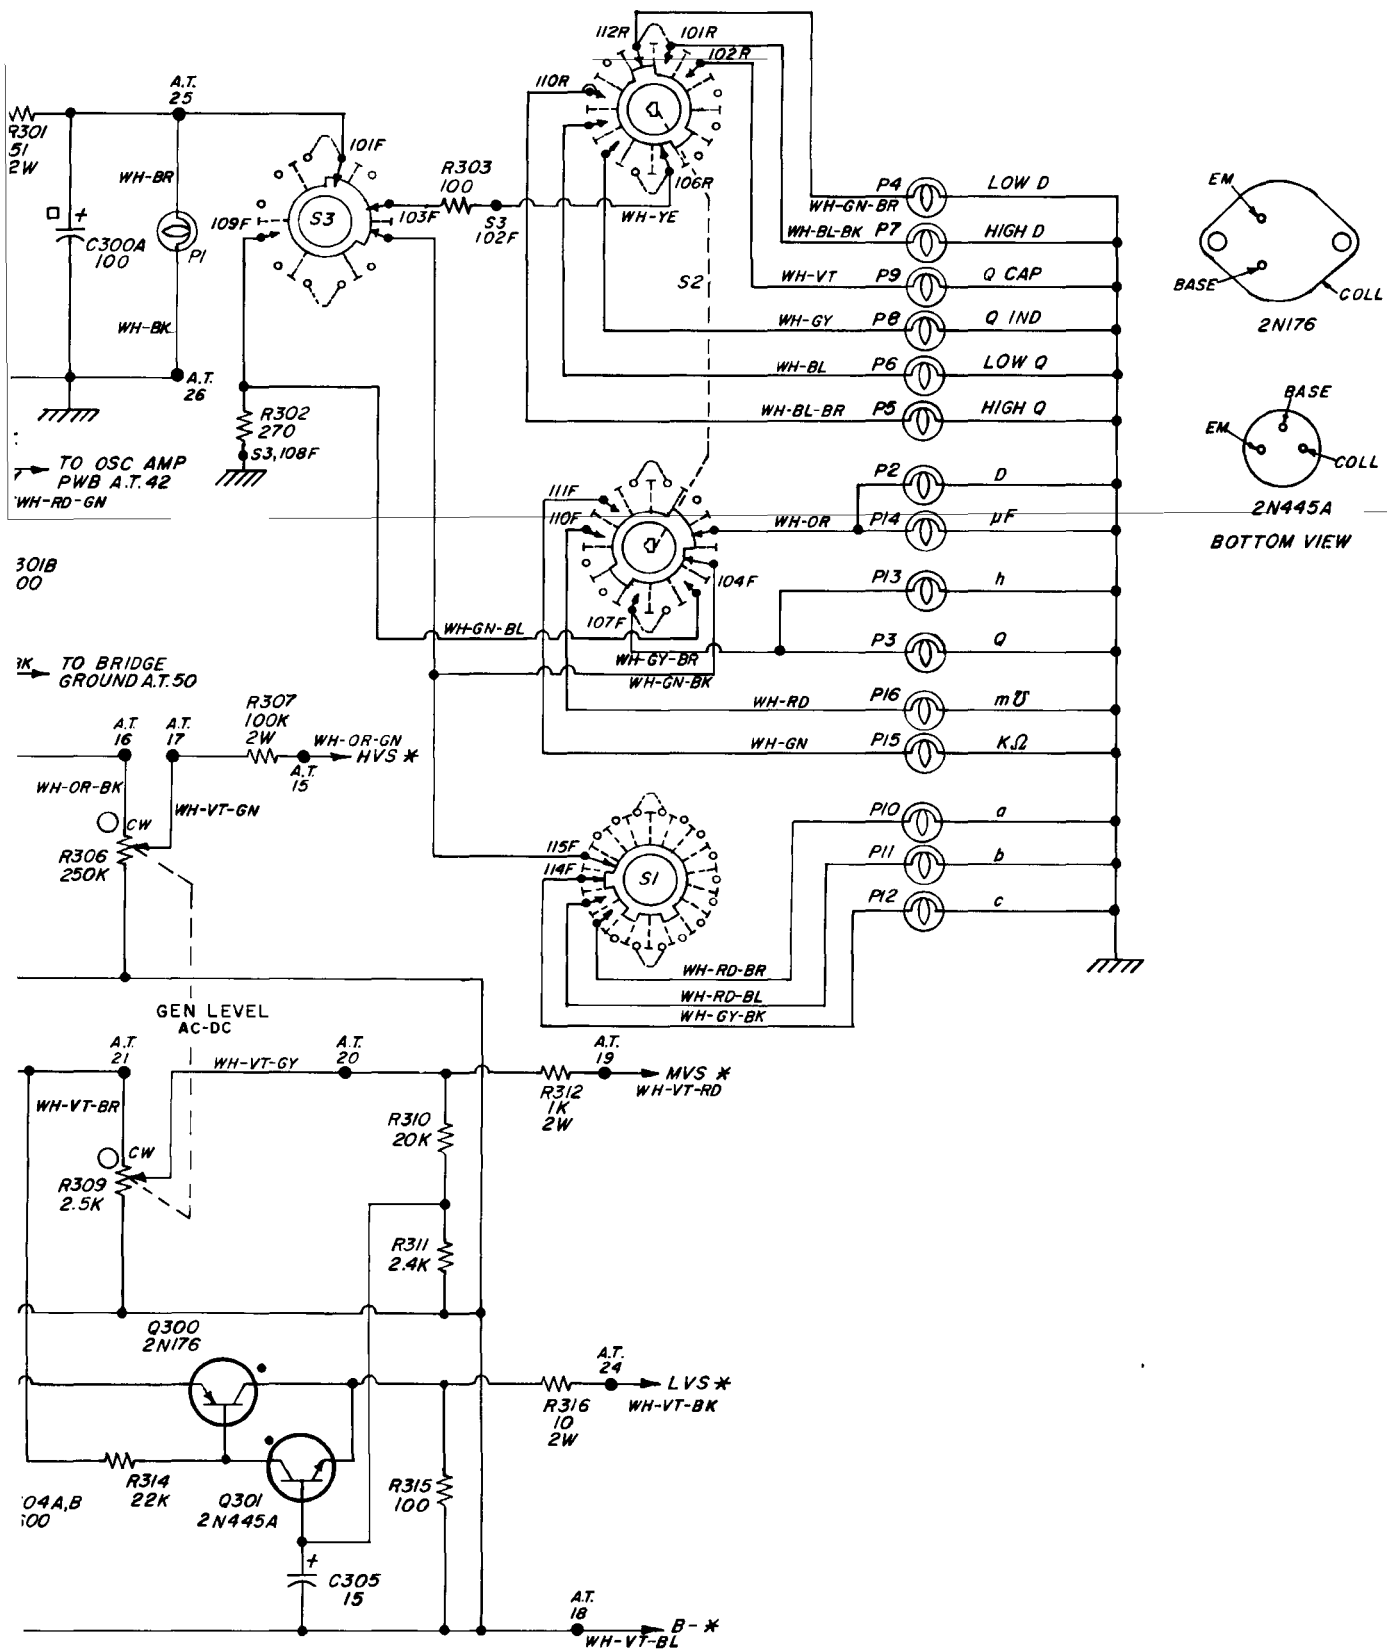 112R
101R
102R
110R
106R
A.T.
25
R301
51
2W
WH-BR
P1
C300A
100
WH-BK
A.T.
26
101F
S3
109F
103F
R303
100
S3
102F
WH-YE
S2
R302
270
S3,108F
TO OSC AMP
PWB A.T. 42
WH-RD-GN
P4 LOW D
WH-GN-BR
WH-BL-BK P7 HIGH D
WH-VT P9 Q CAP
WH-GY P8 Q IND
WH-BL P6 LOW Q
WH-BL-BR P5 HIGH Q
P2 D
WH-OR P14 µF
P13 h
P3 Q
WH-RD P16 m℧
WH-GN P15 KΩ
P10 a
P11 b
P12 c
EM
BASE
COLL
2N176
BASE
EM
COLL
2N445A
BOTTOM VIEW
111F
110F
104F
107F
WH-GN-BL
WH-GY-BR
WH-GN-BK
301B
00
TO BRIDGE
GROUND A.T. 50
A.T.
16
A.T.
17
R307
100K
2W
A.T.
15
WH-OR-GN
HVS *
WH-OR-BK
WH-VT-GN
CW
R306
250K
115F
114F
S1
WH-RD-BR
WH-RD-BL
WH-GY-BK
GEN LEVEL
AC-DC
A.T.
21
WH-VT-GY
A.T.
20
A.T.
19
MVS *
WH-VT-RD
R312
1K
2W
WH-VT-BR
CW
R309
2.5K
R310
20K
R311
2.4K
Q300
2N176
A.T.
24
LVS *
WH-VT-BK
R316
10
2W
R314
22K
Q301
2N445A
R315
100
04A,B
C305
15
A.T.
18
B- *
WH-VT-BL